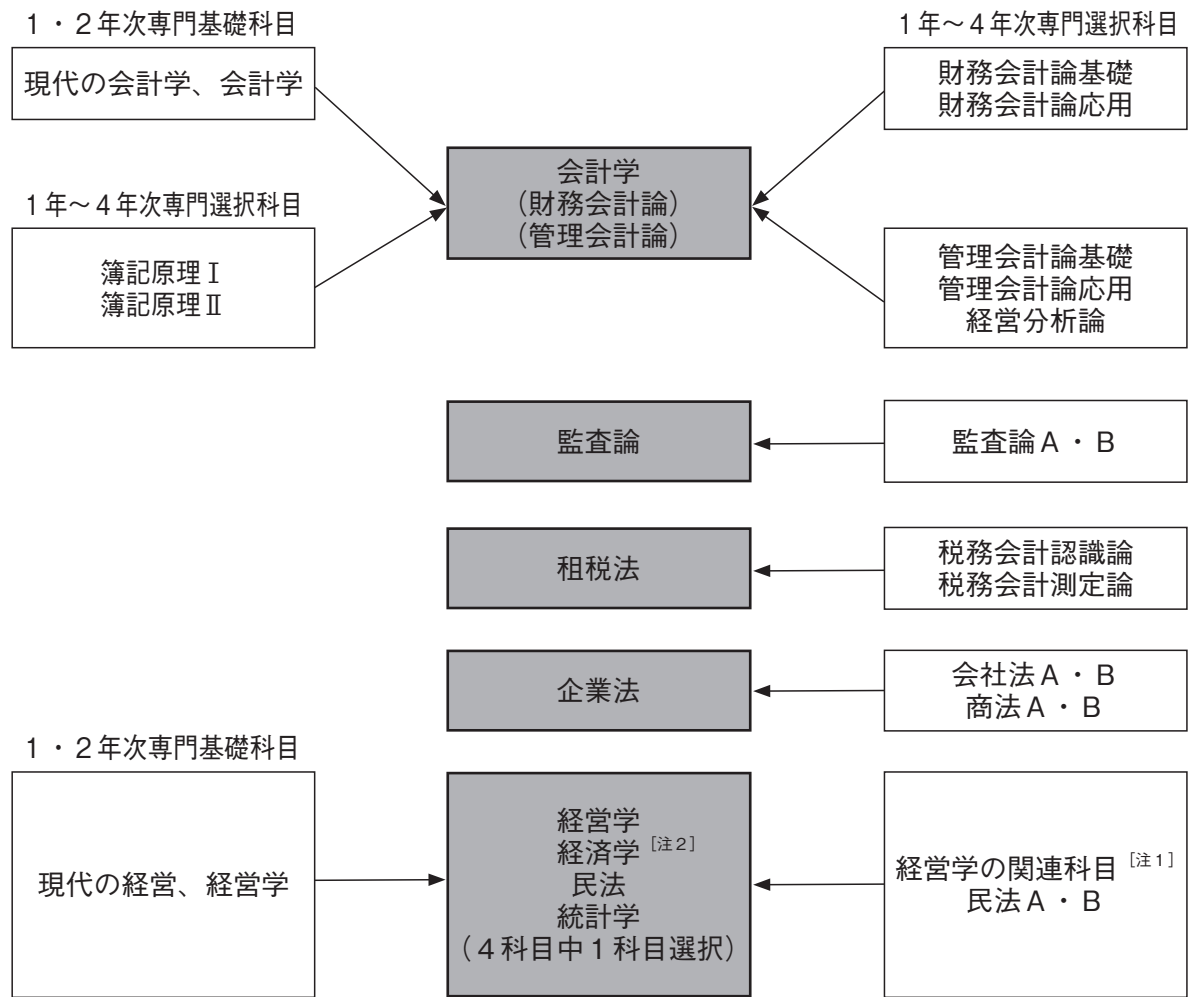 1・2年次専門基礎科目
現代の会計学、会計学
1年～4年次専門選択科目
簿記原理Ⅰ
簿記原理Ⅱ
会計学
（財務会計論）
（管理会計論）
1年～4年次専門選択科目
財務会計論基礎
財務会計論応用
管理会計論基礎
管理会計論応用
経営分析論
監査論
監査論A・B
租税法
税務会計認識論
税務会計測定論
企業法
会社法A・B
商法A・B
1・2年次専門基礎科目
現代の経営、経営学
経営学
経済学［注2］
民法
統計学
（4科目中1科目選択）
経営学の関連科目［注1］
民法A・B